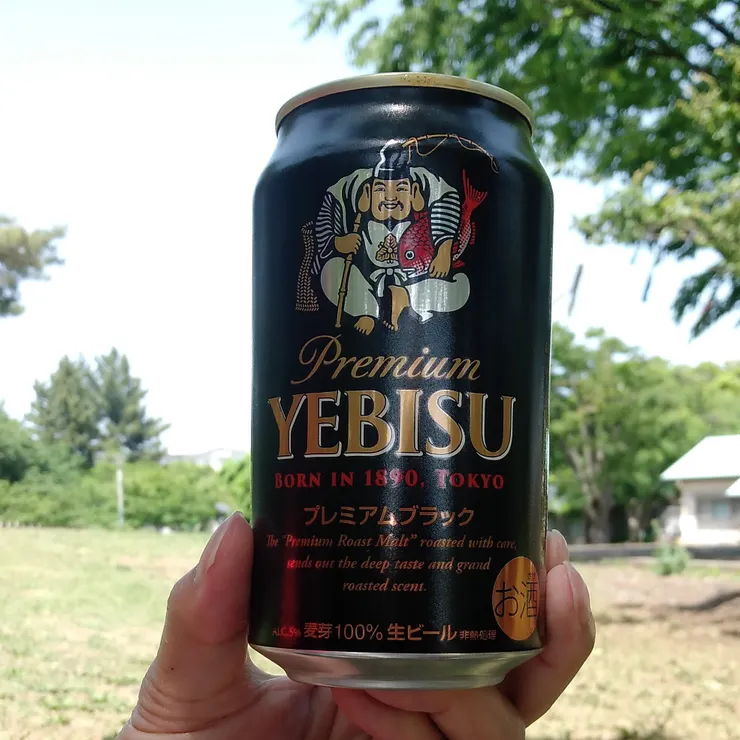 Premium
YEBISU
BORN IN 1890, TOKYO
プレミアムブラック
The "Premium Roast Malt" roasted with care,
sends out the deep taste and grand
roasted scent.
お酒
ALC.5% 麦芽100% 生ビール 非熱処理